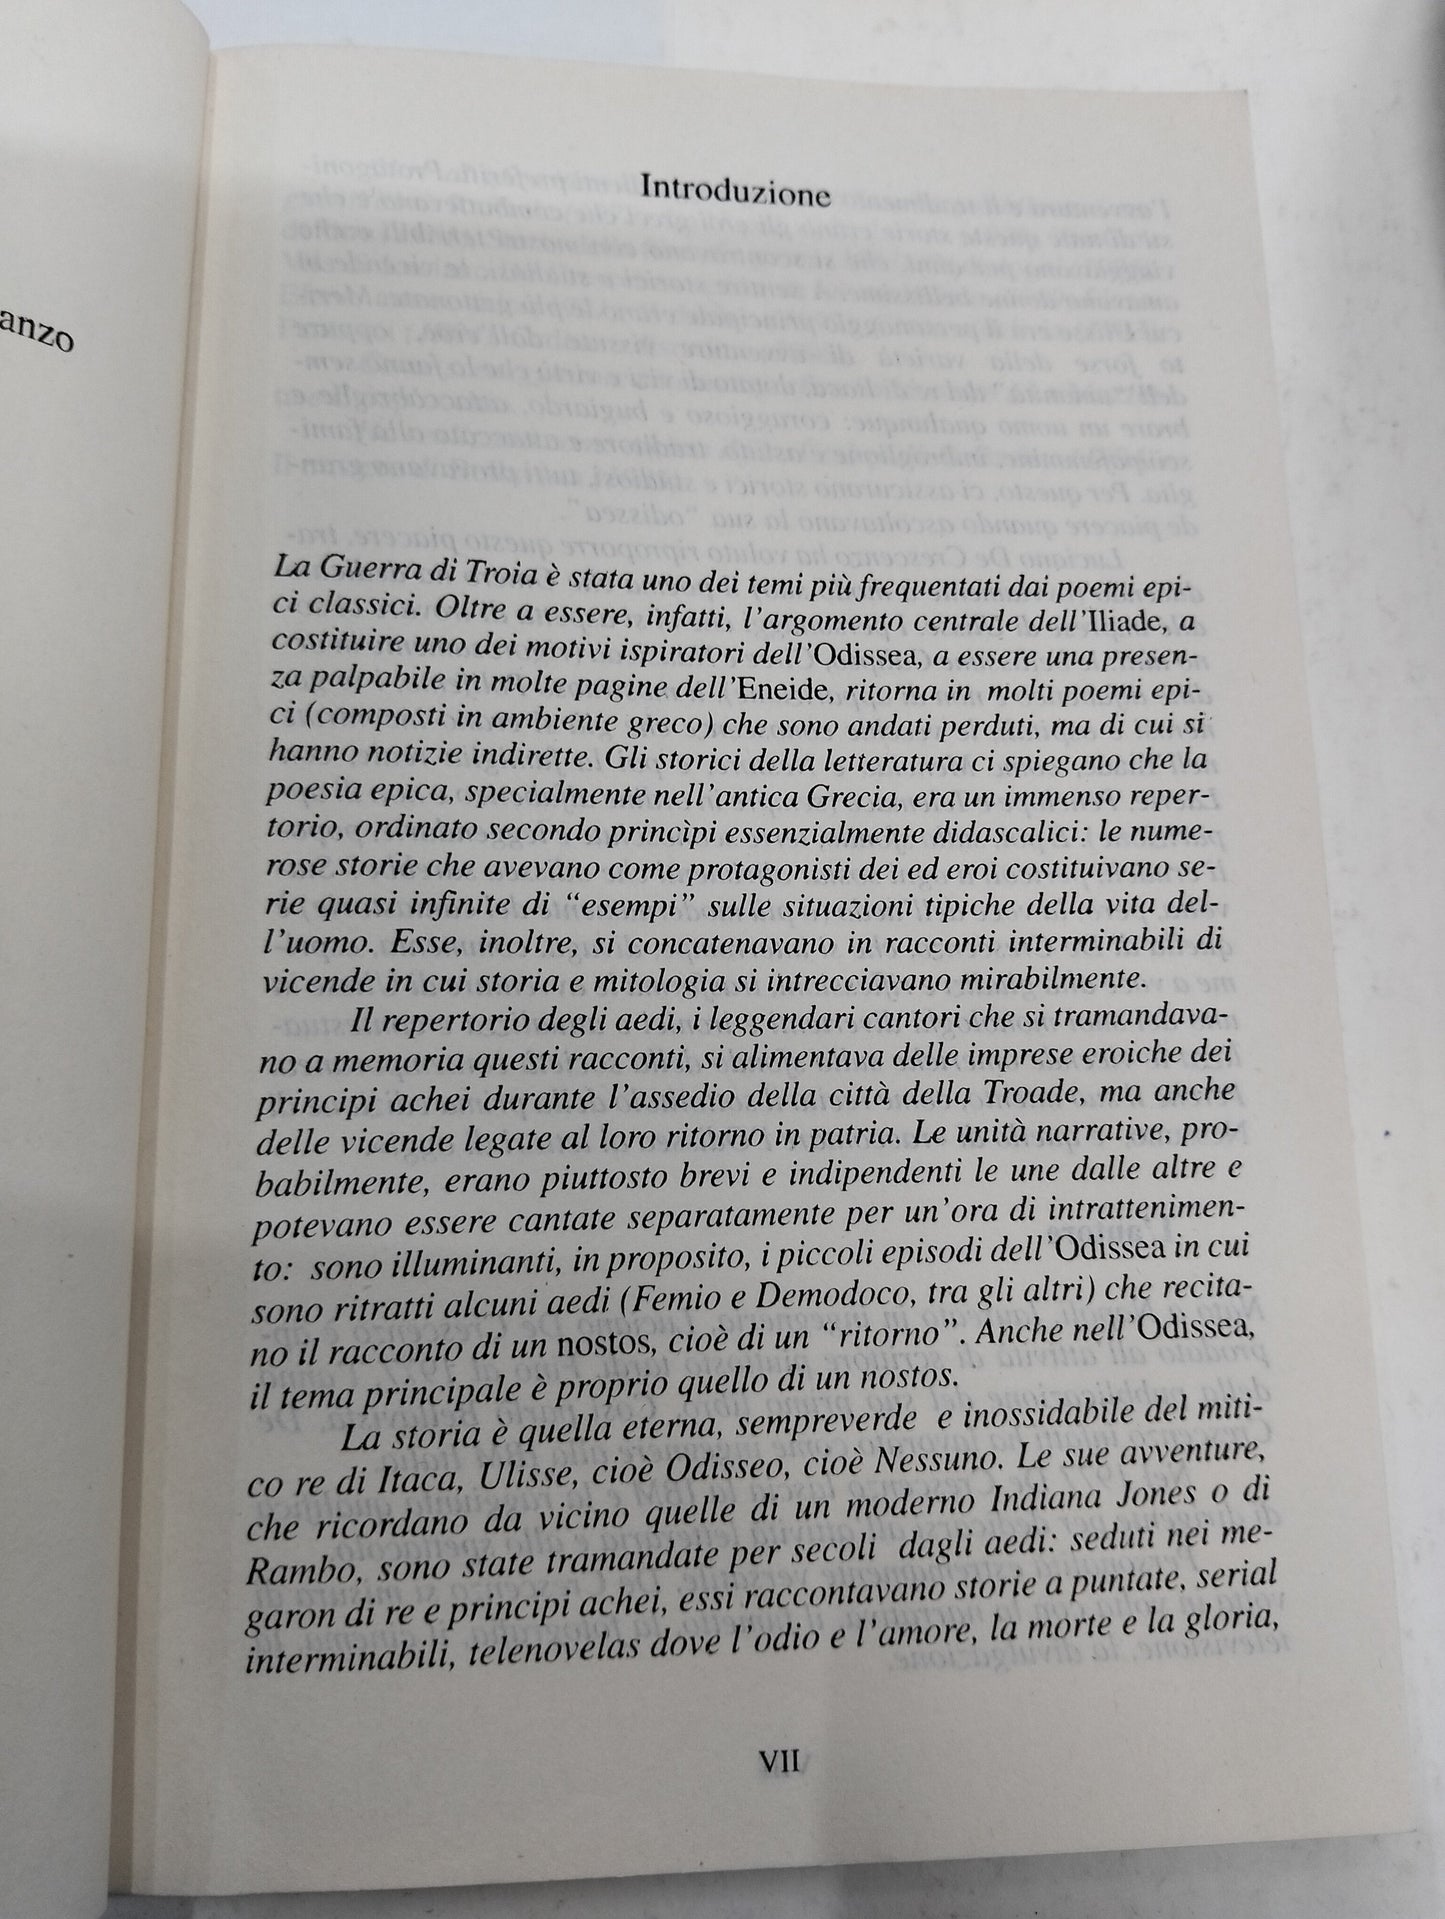 anzo
Introduzione
La Guerra di Troia è stata uno dei temi più frequentati dai poemi epi-
ci classici. Oltre a essere, infatti, l'argomento centrale dell'Iliade, a
costituire uno dei motivi ispiratori dell'Odissea, a essere una presen-
za palpabile in molte pagine dell'Eneide, ritorna in molti poemi epi-
ci (composti in ambiente greco) che sono andati perduti, ma di cui si
hanno notizie indirette. Gli storici della letteratura ci spiegano che la
poesia epica, specialmente nell'antica Grecia, era un immenso reper-
torio, ordinato secondo princìpi essenzialmente didascalici: le nume-
rose storie che avevano come protagonisti dei ed eroi costituivano se-
rie quasi infinite di “esempi” sulle situazioni tipiche della vita del-
l'uomo. Esse, inoltre, si concatenavano in racconti interminabili di
vicende in cui storia e mitologia si intrecciavano mirabilmente.
Il repertorio degli aedi, i leggendari cantori che si tramandava-
no a memoria questi racconti, si alimentava delle imprese eroiche dei
principi achei durante l'assedio della città della Troade, ma anche
delle vicende legate al loro ritorno in patria. Le unità narrative, pro-
babilmente, erano piuttosto brevi e indipendenti le une dalle altre e
potevano essere cantate separatamente per un'ora di intrattenimen-
to: sono illuminanti, in proposito, i piccoli episodi dell'Odissea in cui
sono ritratti alcuni aedi (Femio e Demodoco, tra gli altri) che recita-
no il racconto di un nostos, cioè di un “ritorno”. Anche nell'Odissea,
il tema principale è proprio quello di un nostos.
La storia è quella eterna, sempreverde e inossidabile del miti-
co re di Itaca, Ulisse, cioè Odisseo, cioè Nessuno. Le sue avventure,
che ricordano da vicino quelle di un moderno Indiana Jones o di
Rambo, sono state tramandate per secoli dagli aedi: seduti nei me-
garon di re e principi achei, essi raccontavano storie a puntate, serial
interminabili, telenovelas dove l'odio e l'amore, la morte e la gloria,
VII